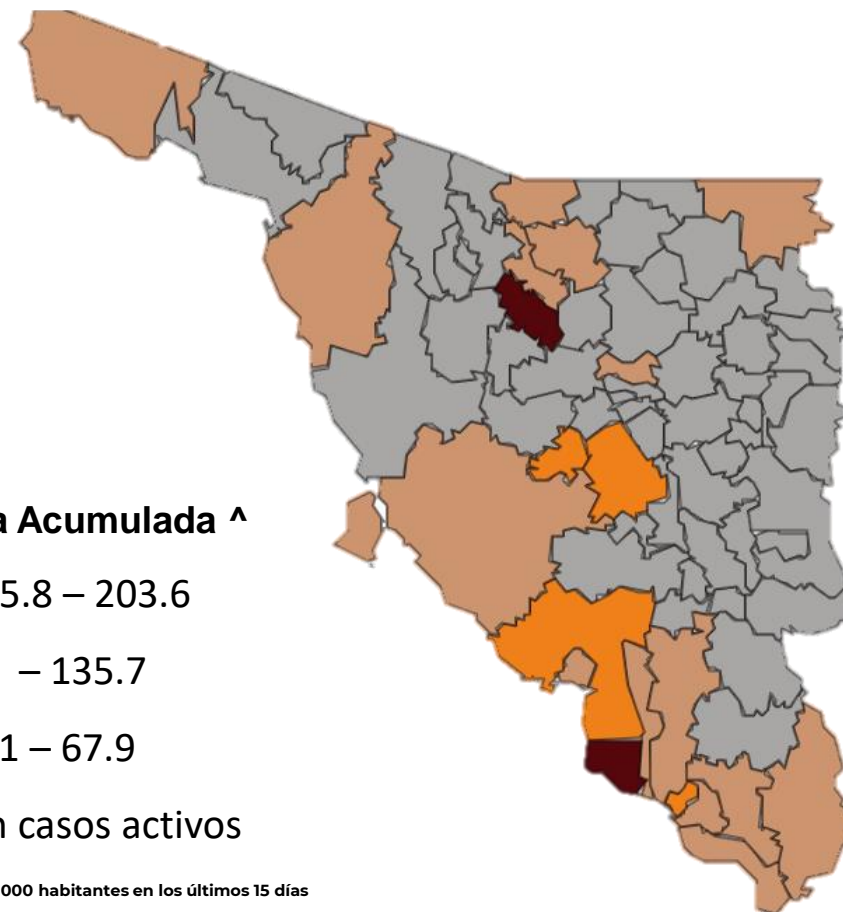 a Acumulada ^
5.8 – 203.6
– 135.7
1 – 67.9
n casos activos
000 habitantes en los últimos 15 días